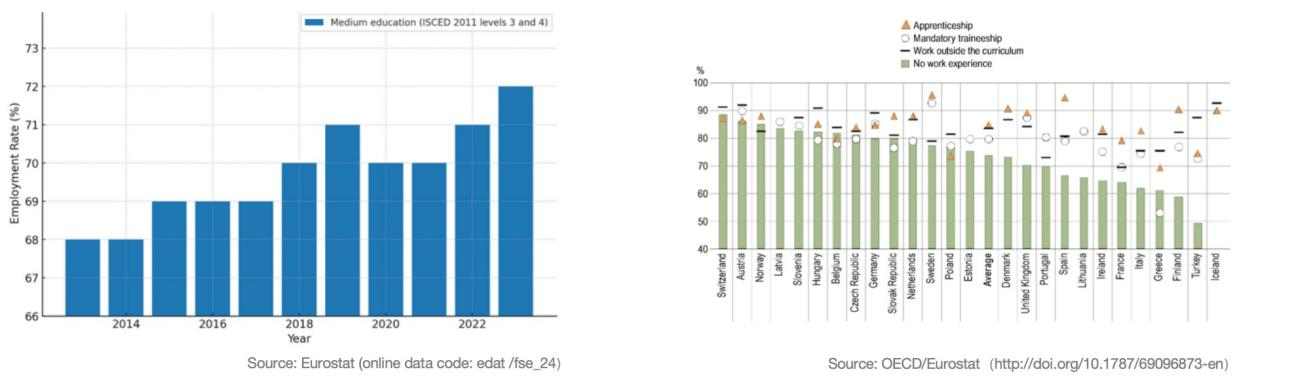 Medium education (ISCED 2011 levels 3 and 4)
73
72
71
70
69
68
67
66
Employment Rate (%)
2014 2016 2018 2020 2022
Year
Source: Eurostat (online data code: edat /fse_24)
Apprenticeship
Mandatory traineeship
Work outside the curriculum
No work experience
%
100
90
80
70
60
50
40
Switzerland
Austria
Norway
Latvia
Slovenia
Hungary
Belgium
Czech Republic
Germany
Slovak Republic
Netherlands
Sweden
Poland
Estonia
Average
Denmark
United Kingdom
Portugal
Spain
Lithuania
Ireland
France
Italy
Greece
Finland
Turkey
Iceland
Source: OECD/Eurostat (http://doi.org/10.1787/69096873-en)